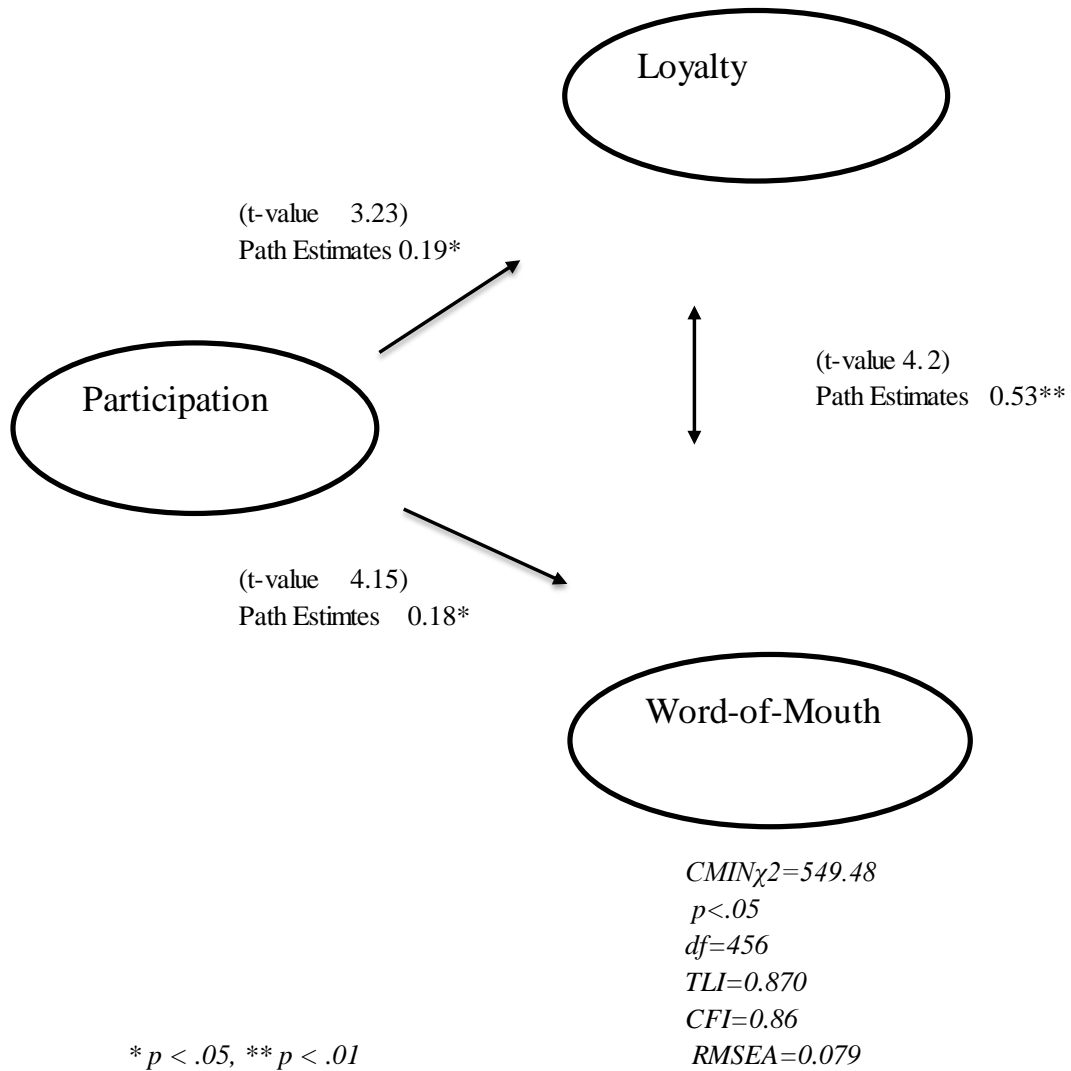 Loyalty
(t-value 3.23)
Path Estimates 0.19*
(t-value 4.2)
Path Estimates 0.53**
Participation
(t-value 4.15)
Path Estimtes 0.18*
Word-of-Mouth
CMINχ2=549.48
p<.05
df=456
TLI=0.870
CFI=0.86
RMSEA=0.079
* p < .05, ** p < .01